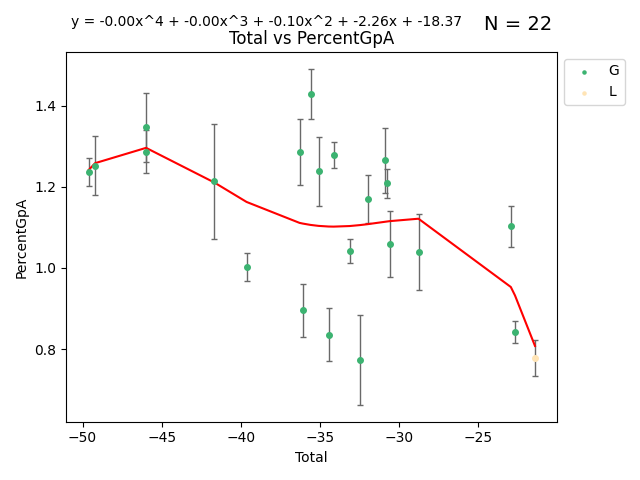 y = -0.00x^4 + -0.00x^3 + -0.10x^2 + -2.26x + -18.37
N = 22
Total vs PercentGpA
G
L
PercentGpA
1.4
1.2
1.0
0.8
−50
−45
−40
−35
−30
−25
Total